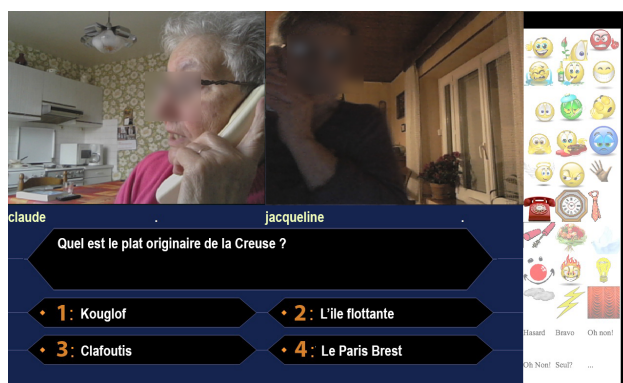 claude .
jacqueline .
Quel est le plat originaire de la Creuse ?
1: Kouglof
2: L'ile flottante
3: Clafoutis
4: Le Paris Brest
Hasard Bravo Oh non!
Oh Non! Seul? ...